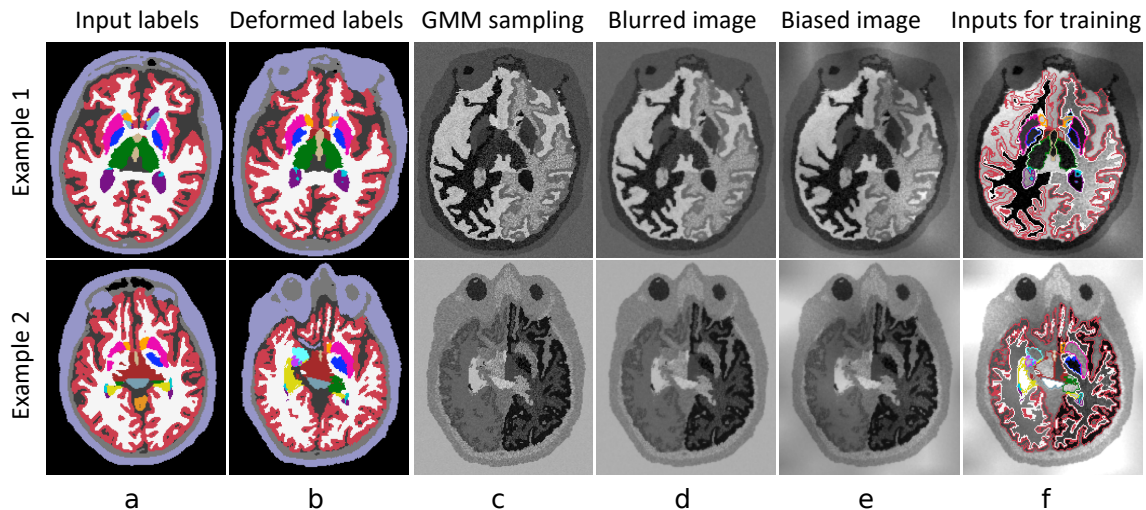 Input labels
Deformed labels
GMM sampling
Blurred image
Biased image
Inputs for training
Example 1
Example 2
a
b
c
d
e
f